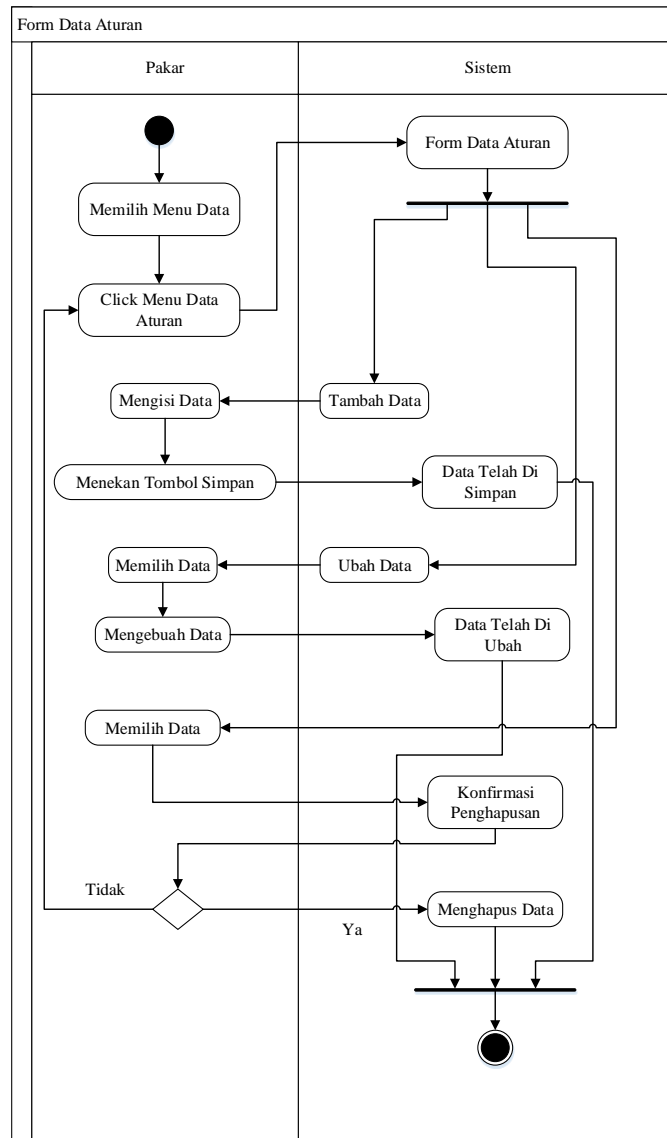 Form Data Aturan
Pakar
Sistem
Form Data Aturan
Memilih Menu Data
Click Menu Data
Aturan
Mengisi Data
Tambah Data
Menekan Tombol Simpan
Data Telah Di
Simpan
Memilih Data
Ubah Data
Mengebuah Data
Data Telah Di
Ubah
Memilih Data
Konfirmasi
Penghapusan
Tidak
Menghapus Data
Ya